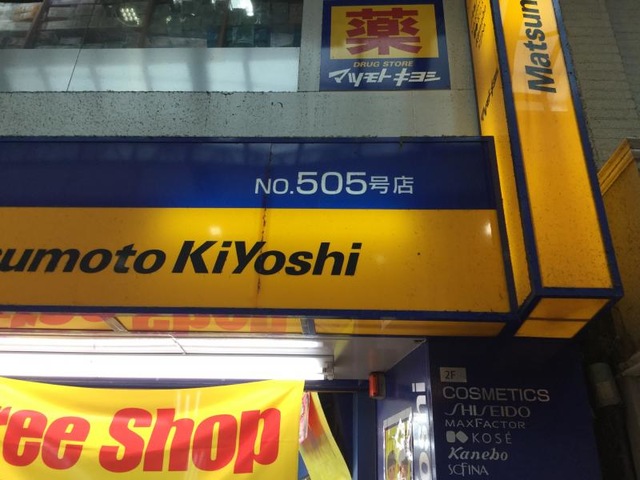 薬
DRUG STORE
マツモトキヨシ
Matsum
NO.505号店
umoto KiYoshi
ree Shop
2F
COSMETICS
SHISEIDO
MAXFACTOR
KOSÉ
Kanebo
SOFINA